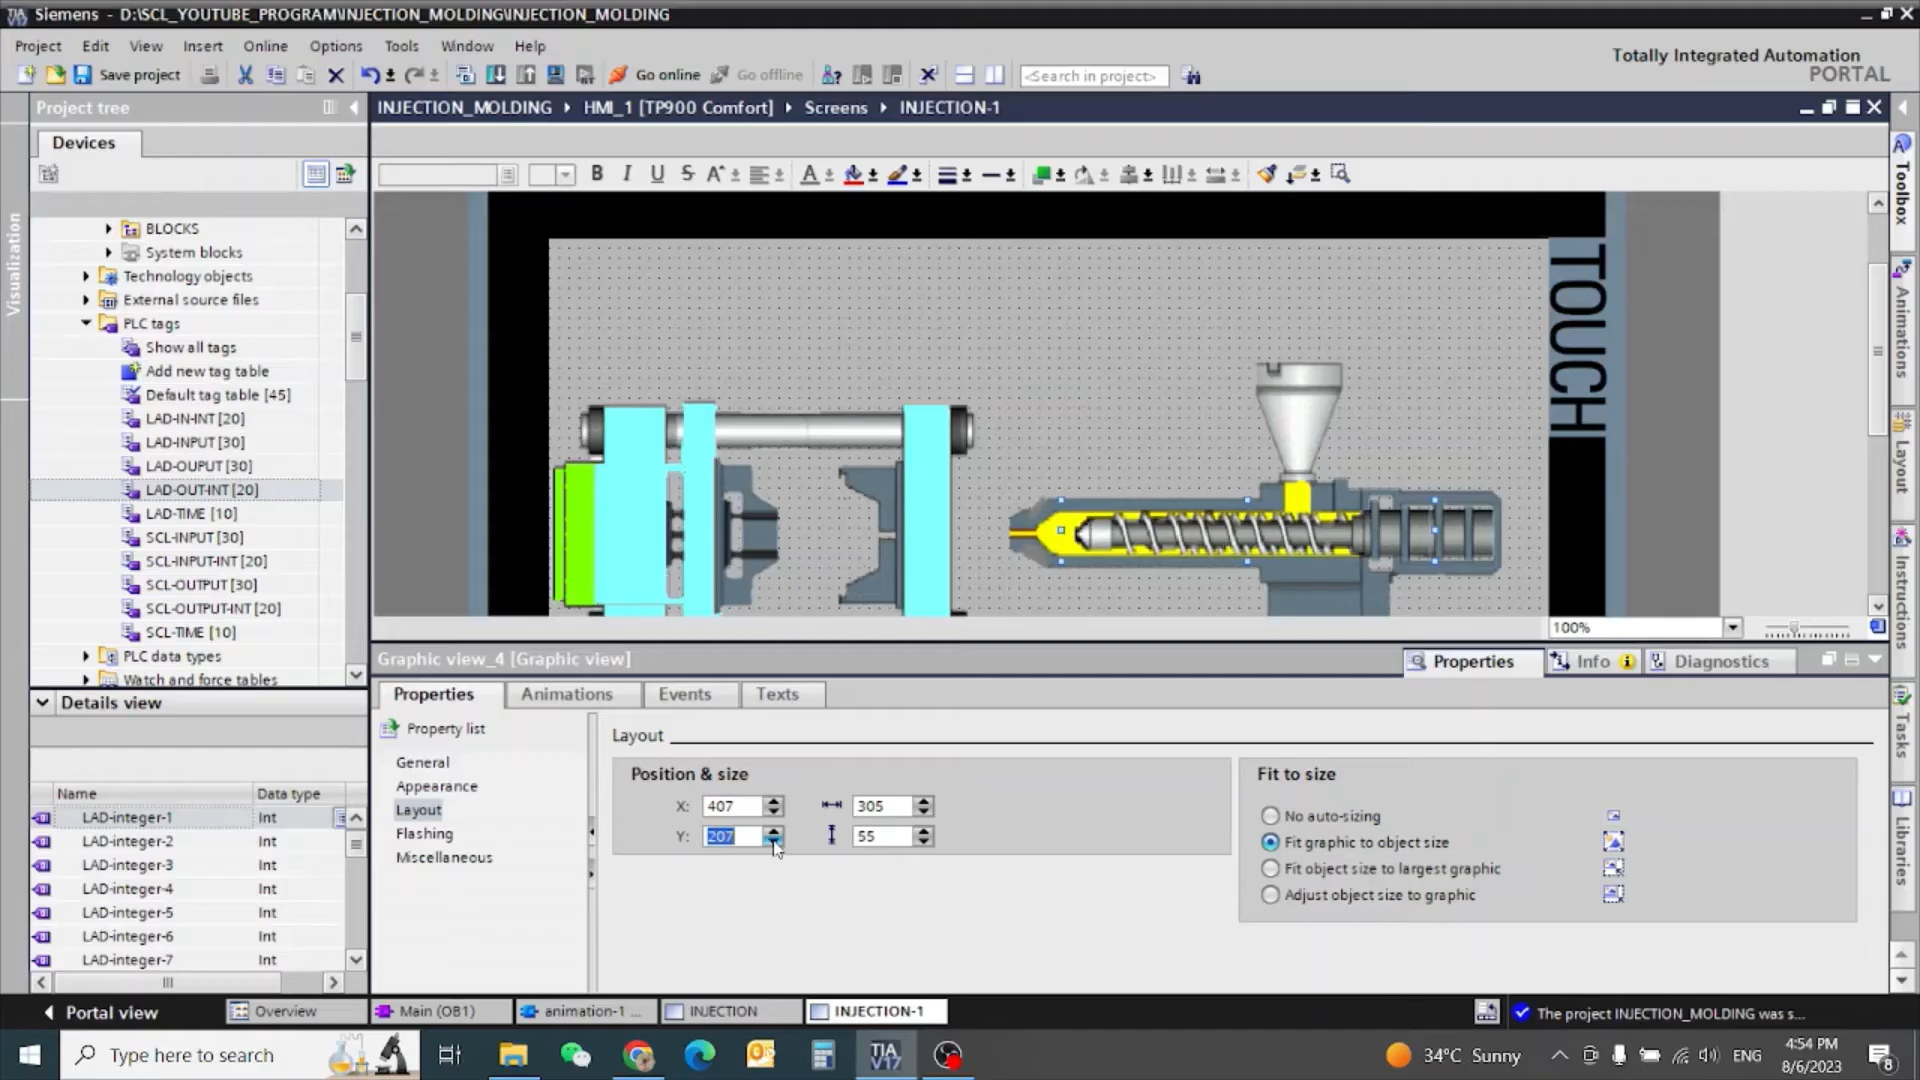 Siemens - D:\SCL_YOUTUBE_PROGRAM\INJECTION_MOLDING\INJECTION_MOLDING
Project Edit View Insert Online Options Tools Window Help
Totally Integrated Automation
PORTAL
Save project
Go online
Go offline
<Search in project>
Project tree
INJECTION_MOLDING
HMI_1 [TP900 Comfort]
Screens
INJECTION-1
Devices
Visualization
B I U S A
BLOCKS
System blocks
Technology objects
External source files
PLC tags
Show all tags
Add new tag table
Default tag table [45]
LAD-IN-INT [20]
LAD-INPUT [30]
LAD-OUPUT [30]
LAD-OUT-INT [20]
LAD-TIME [10]
SCL-INPUT [30]
SCL-INPUT-INT [20]
SCL-OUTPUT [30]
SCL-OUTPUT-INT [20]
SCL-TIME [10]
PLC data types
Watch and force tables
TOUCH
100%
Toolbox
Animations
Layout
Instructions
Tasks
Libraries
Details view
Name Data type
LAD-integer-1 Int
LAD-integer-2 Int
LAD-integer-3 Int
LAD-integer-4 Int
LAD-integer-5 Int
LAD-integer-6 Int
LAD-integer-7 Int
Graphic view_4 [Graphic view]
Properties
Info
Diagnostics
Properties Animations Events Texts
Property list
General
Appearance
Layout
Flashing
Miscellaneous
Layout
Position & size
X: 407 305
Y: 207 55
Fit to size
No auto-sizing
Fit graphic to object size
Fit object size to largest graphic
Adjust object size to graphic
Portal view
Overview
Main (OB1)
animation-1 ...
INJECTION
INJECTION-1
The project INJECTION_MOLDING was s...
Type here to search
TIA V17
34°C Sunny
ENG
4:54 PM
8/6/2023
8